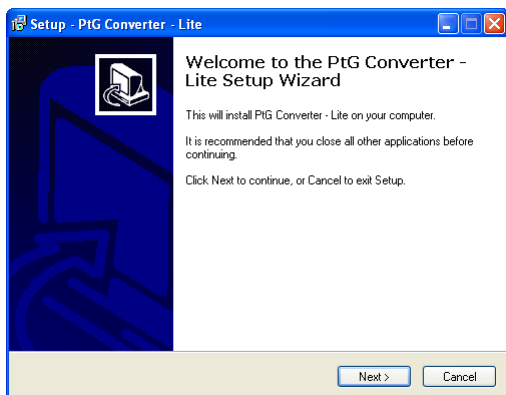 Setup - PtG Converter - Lite
Welcome to the PtG Converter -
Lite Setup Wizard
This will install PtG Converter - Lite on your computer.
It is recommended that you close all other applications before
continuing.
Click Next to continue, or Cancel to exit Setup.
Next > Cancel